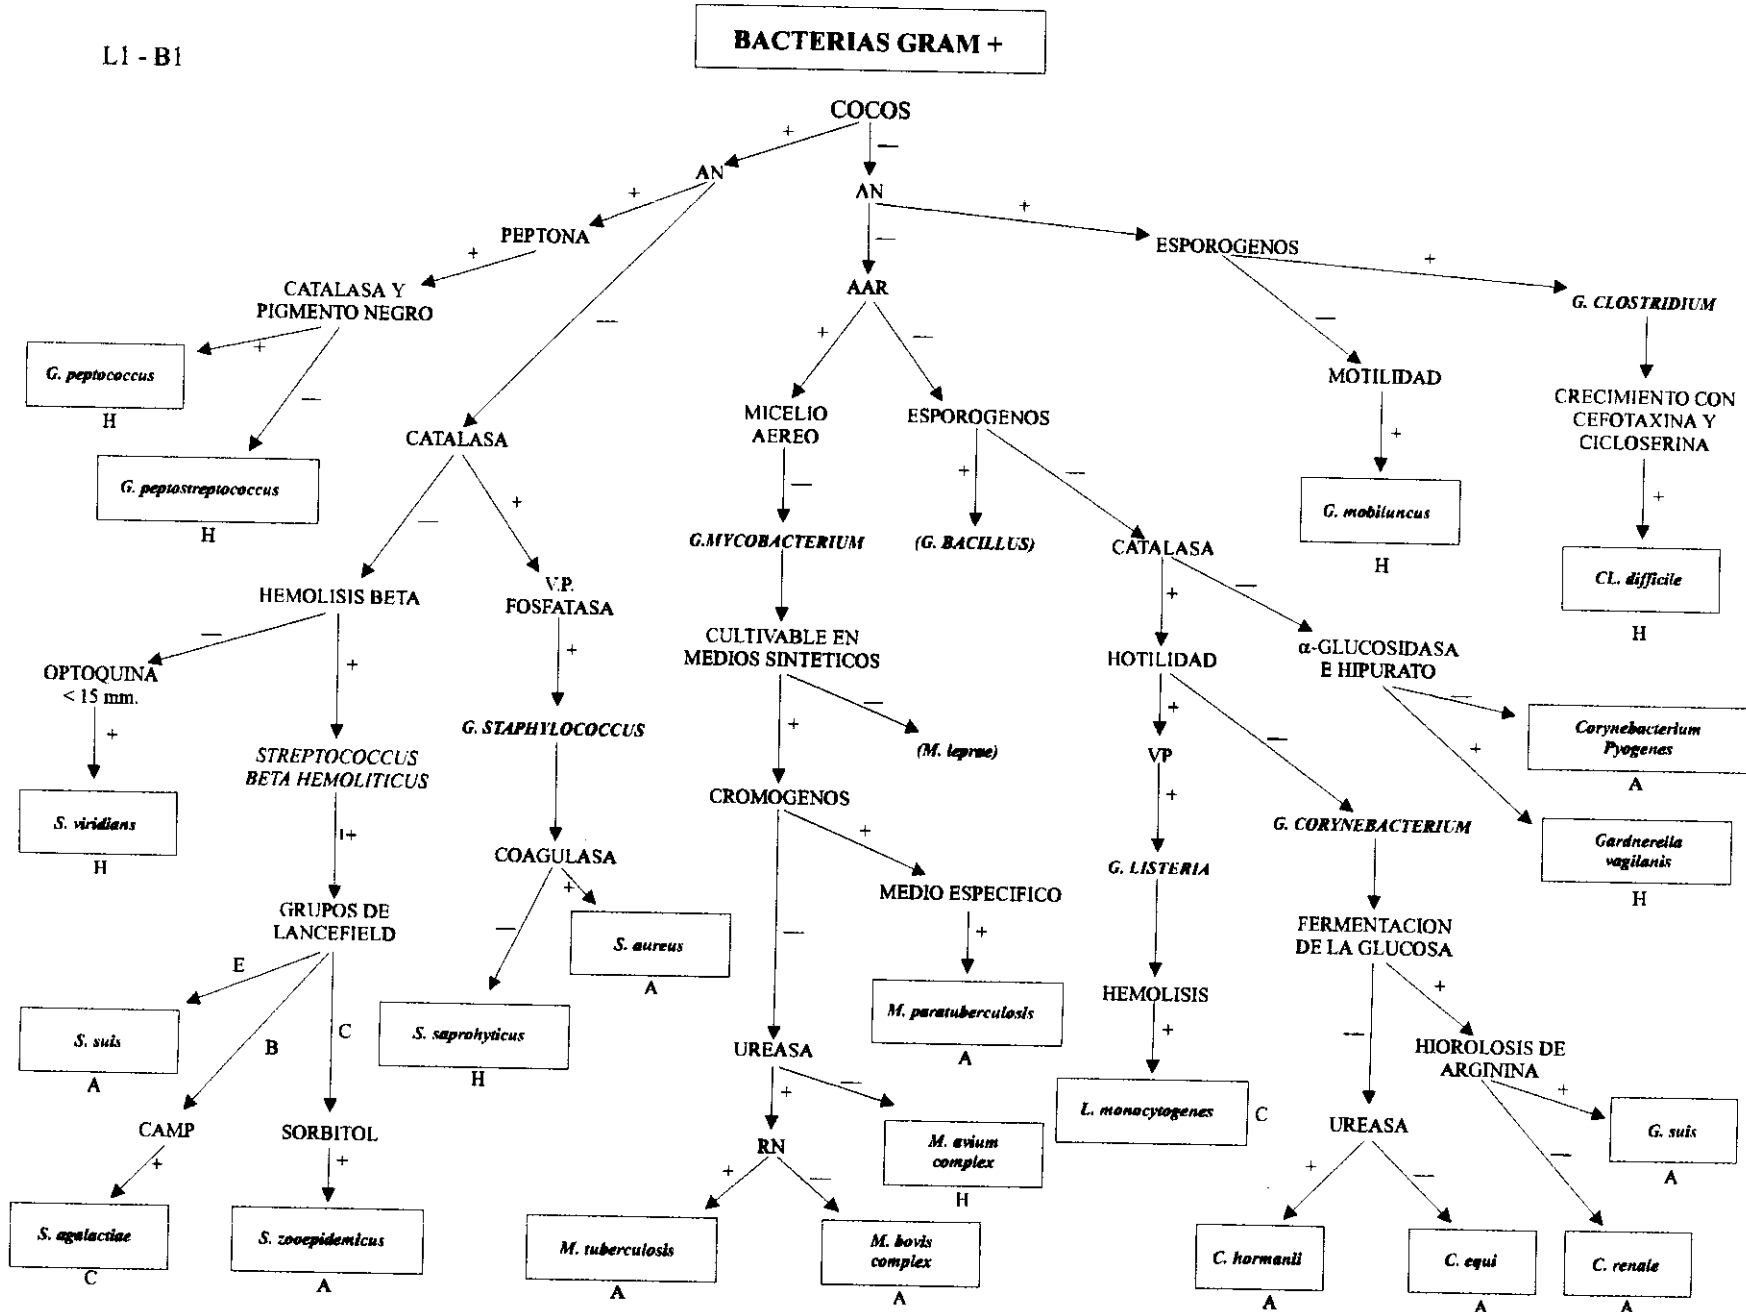 L1 - B1
BACTERIAS GRAM +
COCOS
+
—
AN
AN
+
—
+
—
PEPTONA
ESPOROGENOS
+
+
—
CATALASA Y
PIGMENTO NEGRO
AAR
G. CLOSTRIDIUM
+
—
+
—
G. peptococcus
H
MOTILIDAD
+
CRECIMIENTO CON
CEFOTAXINA Y
CICLOSERINA
+
MICELIO
AEREO
—
ESPOROGENOS
+
—
CATALASA
—
+
G. peptostreptococcus
H
G. mobiluncus
H
G.MYCOBACTERIUM
(G. BACILLUS)
CATALASA
+
—
CL. difficile
H
HEMOLISIS BETA
—
+
V.P.
FOSFATASA
+
CULTIVABLE EN
MEDIOS SINTETICOS
+
—
HOTILIDAD
+
—
α-GLUCOSIDASA
E HIPURATO
—
+
OPTOQUINA
< 15 mm.
+
G. STAPHYLOCOCCUS
(M. leprae)
VP
+
Corynebacterium
Pyogenes
A
STREPTOCOCCUS
BETA HEMOLITICUS
+
CROMOGENOS
+
—
S. viridians
H
G. CORYNEBACTERIUM
Gardnerella
vagilanis
H
COAGULASA
—
+
G. LISTERIA
MEDIO ESPECIFICO
+
GRUPOS DE
LANCEFIELD
E
B
C
S. aureus
A
FERMENTACION
DE LA GLUCOSA
—
+
HEMOLISIS
+
S. suis
A
S. saprohyticus
H
M. paratuberculosis
A
UREASA
+
—
HIOROLOSIS DE
ARGININA
+
—
L. monocytogenes
C
CAMP
+
SORBITOL
+
RN
+
—
M. avium
complex
H
UREASA
+
—
G. suis
A
S. agalactiae
C
S. zooepidemicus
A
M. tuberculosis
A
M. bovis
complex
A
C. hormanii
A
C. equi
A
C. renale
A